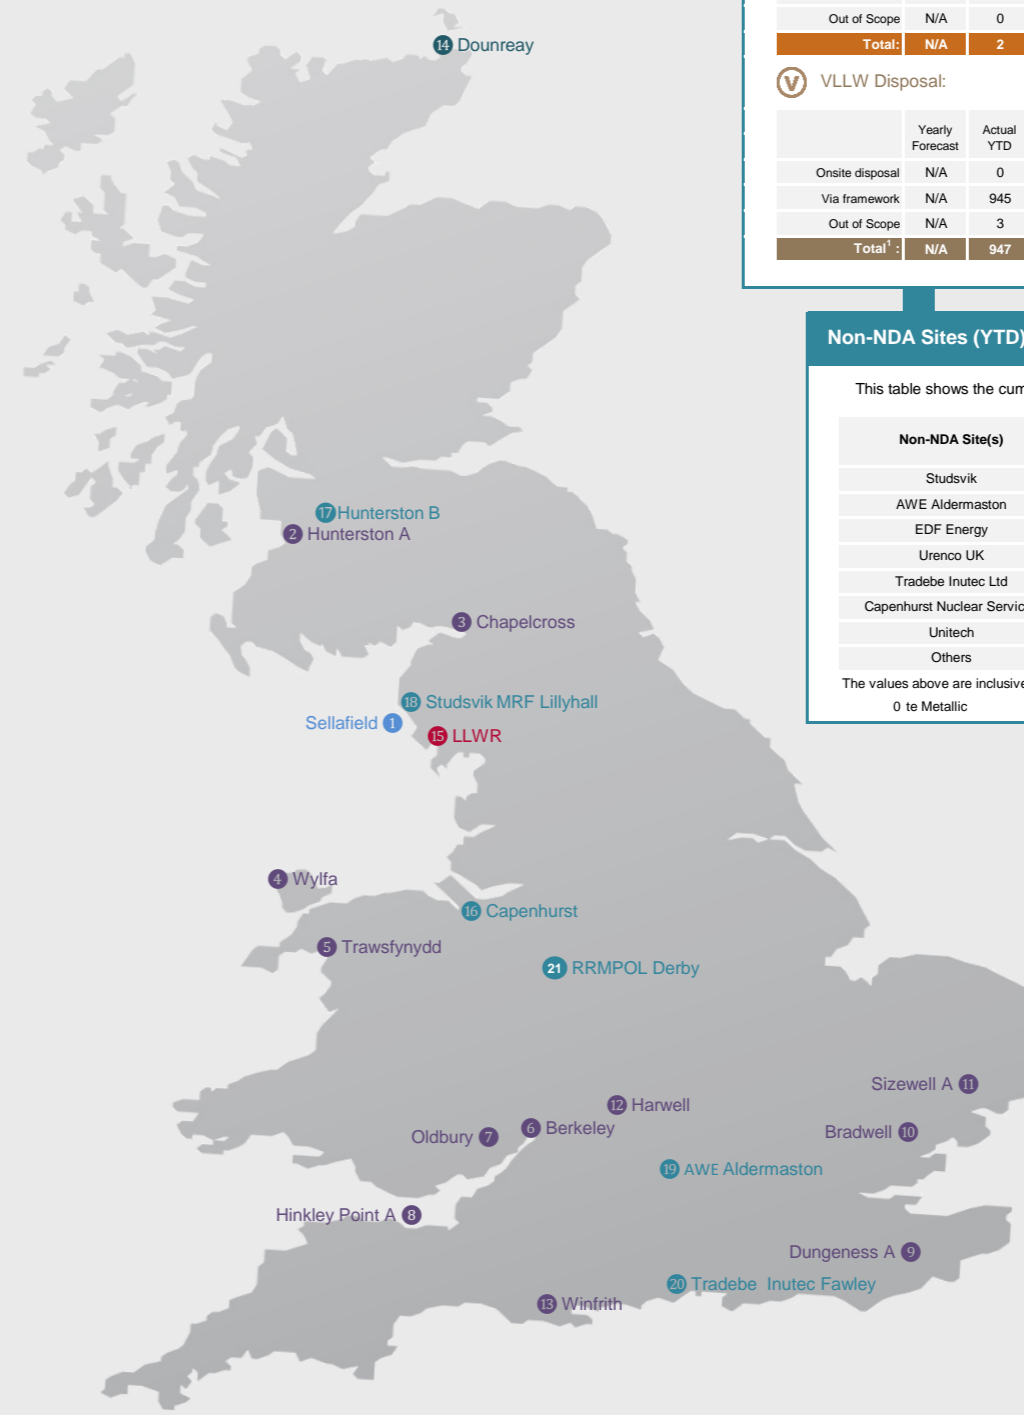 Out of Scope N/A 0
Total: N/A 2
V VLLW Disposal:
Yearly Forecast Actual YTD
Onsite disposal N/A 0
Via framework N/A 945
Out of Scope N/A 3
Total1 : N/A 947
Non-NDA Sites (YTD)
This table shows the cum
Non-NDA Site(s)
Studsvik
AWE Aldermaston
EDF Energy
Urenco UK
Tradebe Inutec Ltd
Capenhurst Nuclear Servic
Unitech
Others
The values above are inclusive
0 te Metallic
14 Dounreay
17 Hunterston B
2 Hunterston A
3 Chapelcross
18 Studsvik MRF Lillyhall
Sellafield 1
15 LLWR
4 Wylfa
16 Capenhurst
5 Trawsfynydd
21 RRMPOL Derby
Sizewell A 11
12 Harwell
6 Berkeley
Bradwell 10
Oldbury 7
19 AWE Aldermaston
Hinkley Point A 8
Dungeness A 9
20 Tradebe Inutec Fawley
13 Winfrith